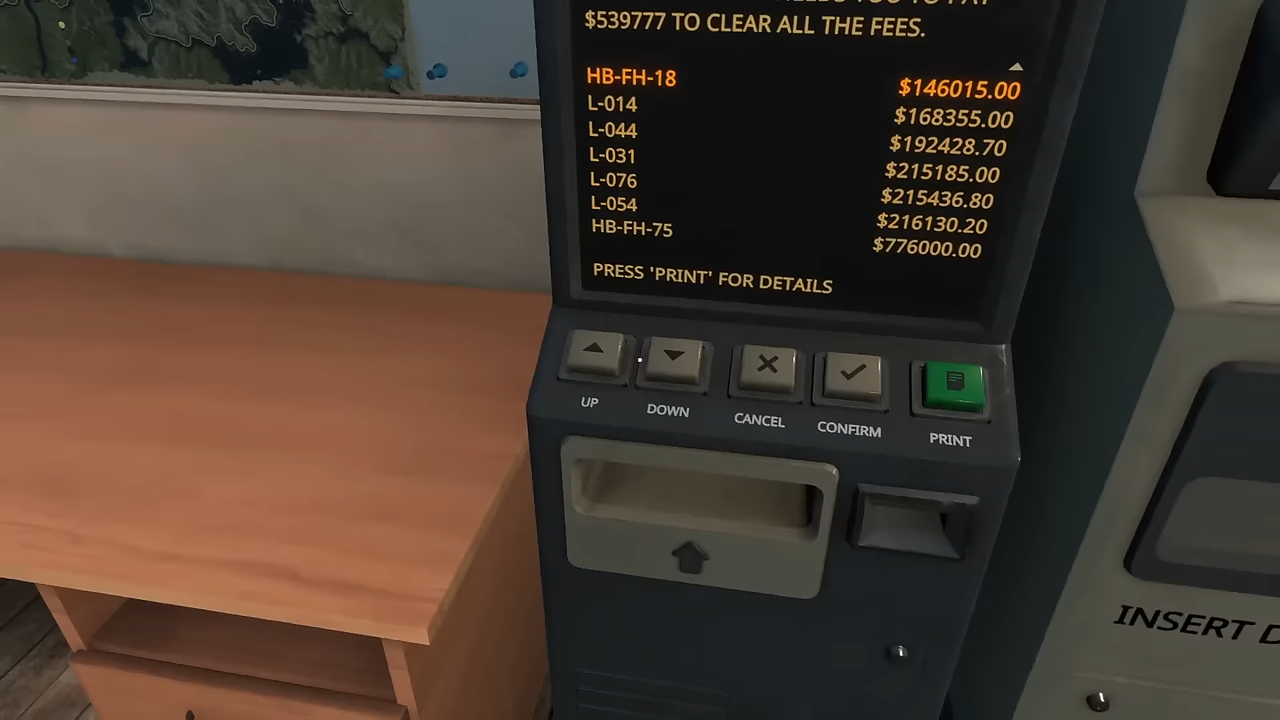 $539777 TO CLEAR ALL THE FEES.
HB-FH-18 $146015.00
L-014 $168355.00
L-044 $192428.70
L-031 $215185.00
L-076 $215436.80
L-054 $216130.20
HB-FH-75 $776000.00
PRESS 'PRINT' FOR DETAILS
UP
DOWN
CANCEL
CONFIRM
PRINT
INSERT